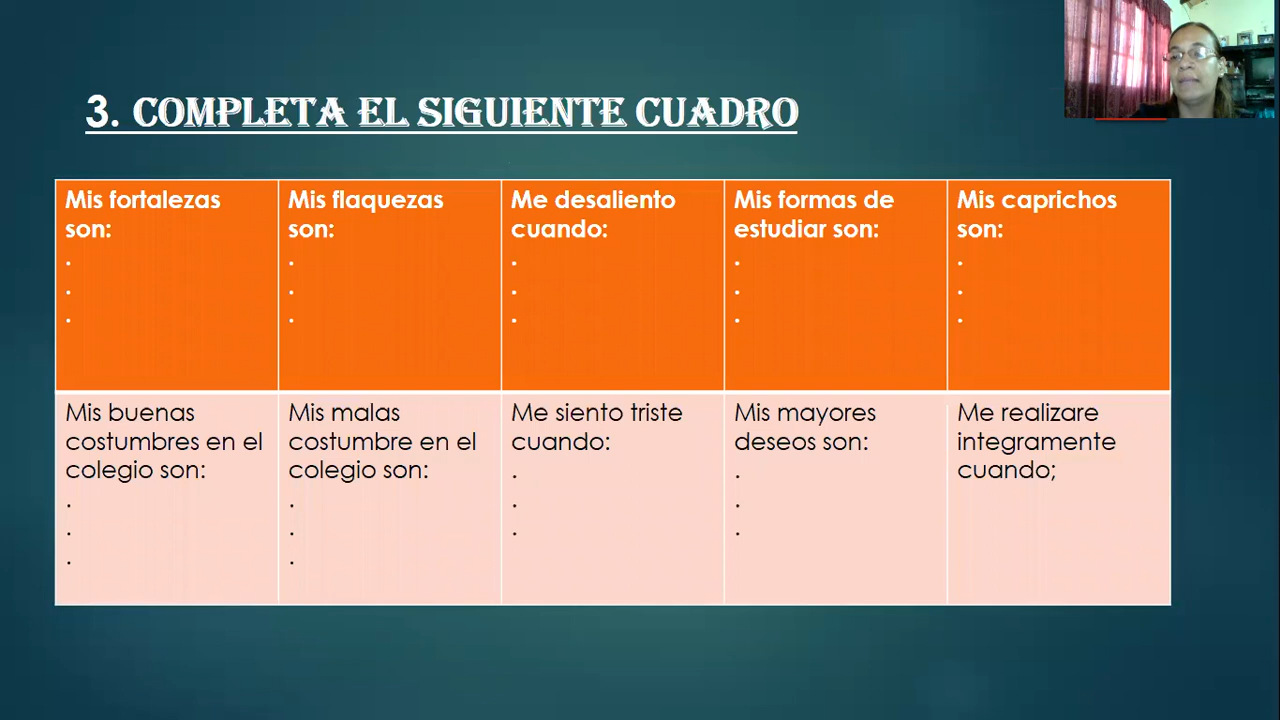 3. COMPLETA EL SIGUIENTE CUADRO
Mis fortalezas
son:
.
.
.
Mis flaquezas
son:
.
.
.
Me desaliento
cuando:
.
.
.
Mis formas de
estudiar son:
.
.
.
Mis caprichos
son:
.
.
.
Mis buenas
costumbres en el
colegio son:
.
.
.
Mis malas
costumbre en el
colegio son:
.
.
.
Me siento triste
cuando:
.
.
.
Mis mayores
deseos son:
.
.
.
Me realizare
integramente
cuando;